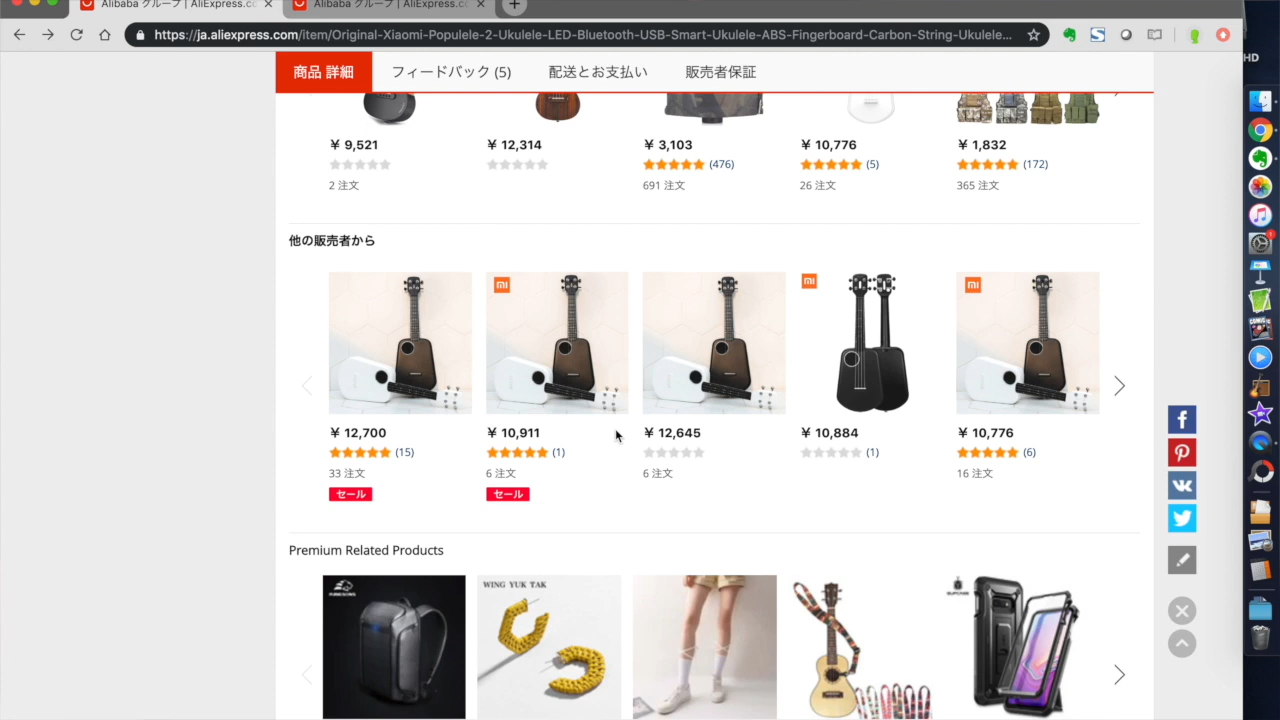 Alibaba グループ | AliExpress.cc
Alibaba グループ | AliExpress.cc
https://ja.aliexpress.com/item/Original-Xiaomi-Populele-2-Ukulele-LED-Bluetooth-USB-Smart-Ukulele-ABS-Fingerboard-Carbon-String-Ukulele...
HD
商品 詳細 フィードバック (5) 配送とお支払い 販売者保証
¥ 9,521 ¥ 12,314 ¥ 3,103 ¥ 10,776 ¥ 1,832
(476) (5) (172)
2 注文 691 注文 26 注文 365 注文
他の販売者から
¥ 12,700 ¥ 10,911 ¥ 12,645 ¥ 10,884 ¥ 10,776
(15) (1) (1) (6)
33 注文 6 注文 6 注文 16 注文
セール セール
Premium Related Products
WING YUK TAK
SUPCASE